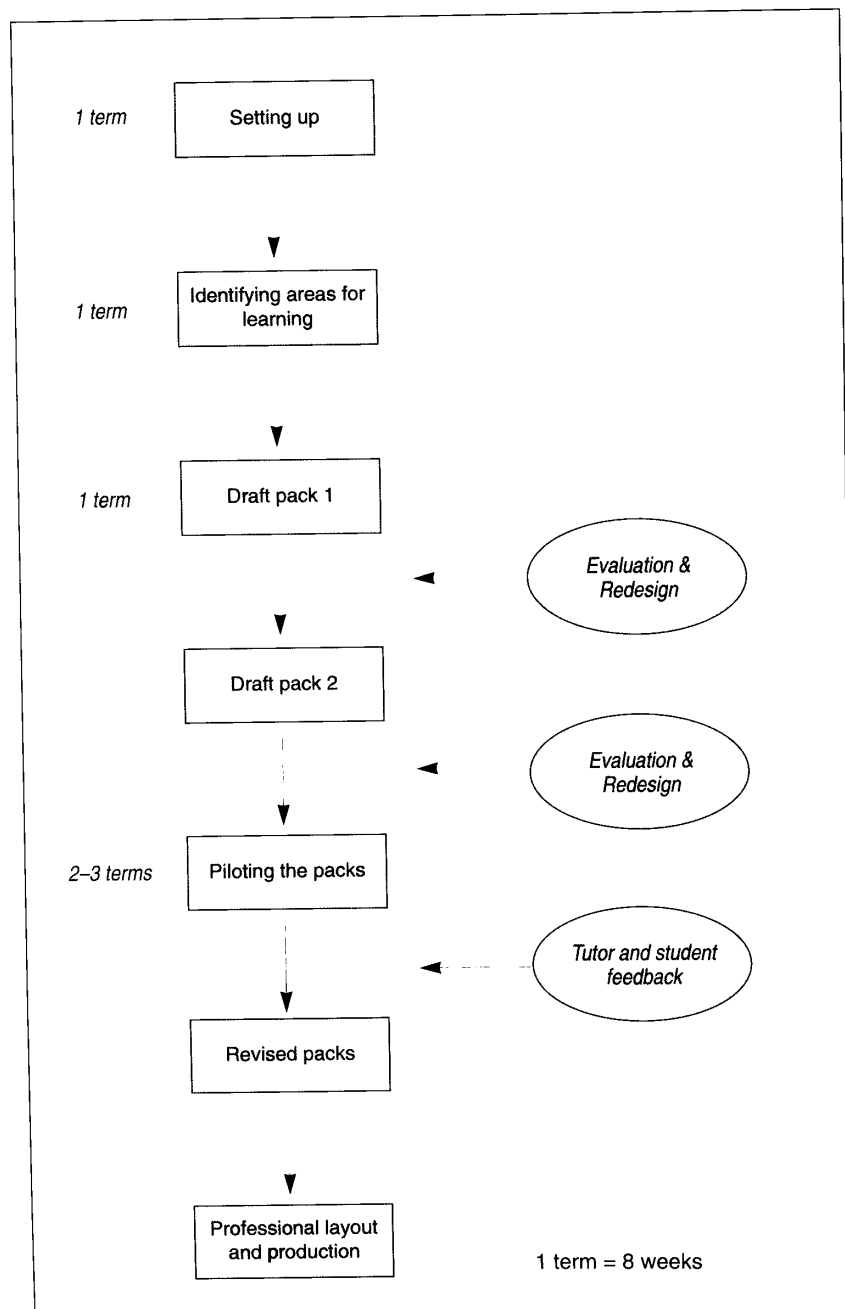 1 term
Setting up
1 term
Identifying areas for
learning
1 term
Draft pack 1
Evaluation &
Redesign
Draft pack 2
Evaluation &
Redesign
2–3 terms
Piloting the packs
Tutor and student
feedback
Revised packs
Professional layout
and production
1 term = 8 weeks